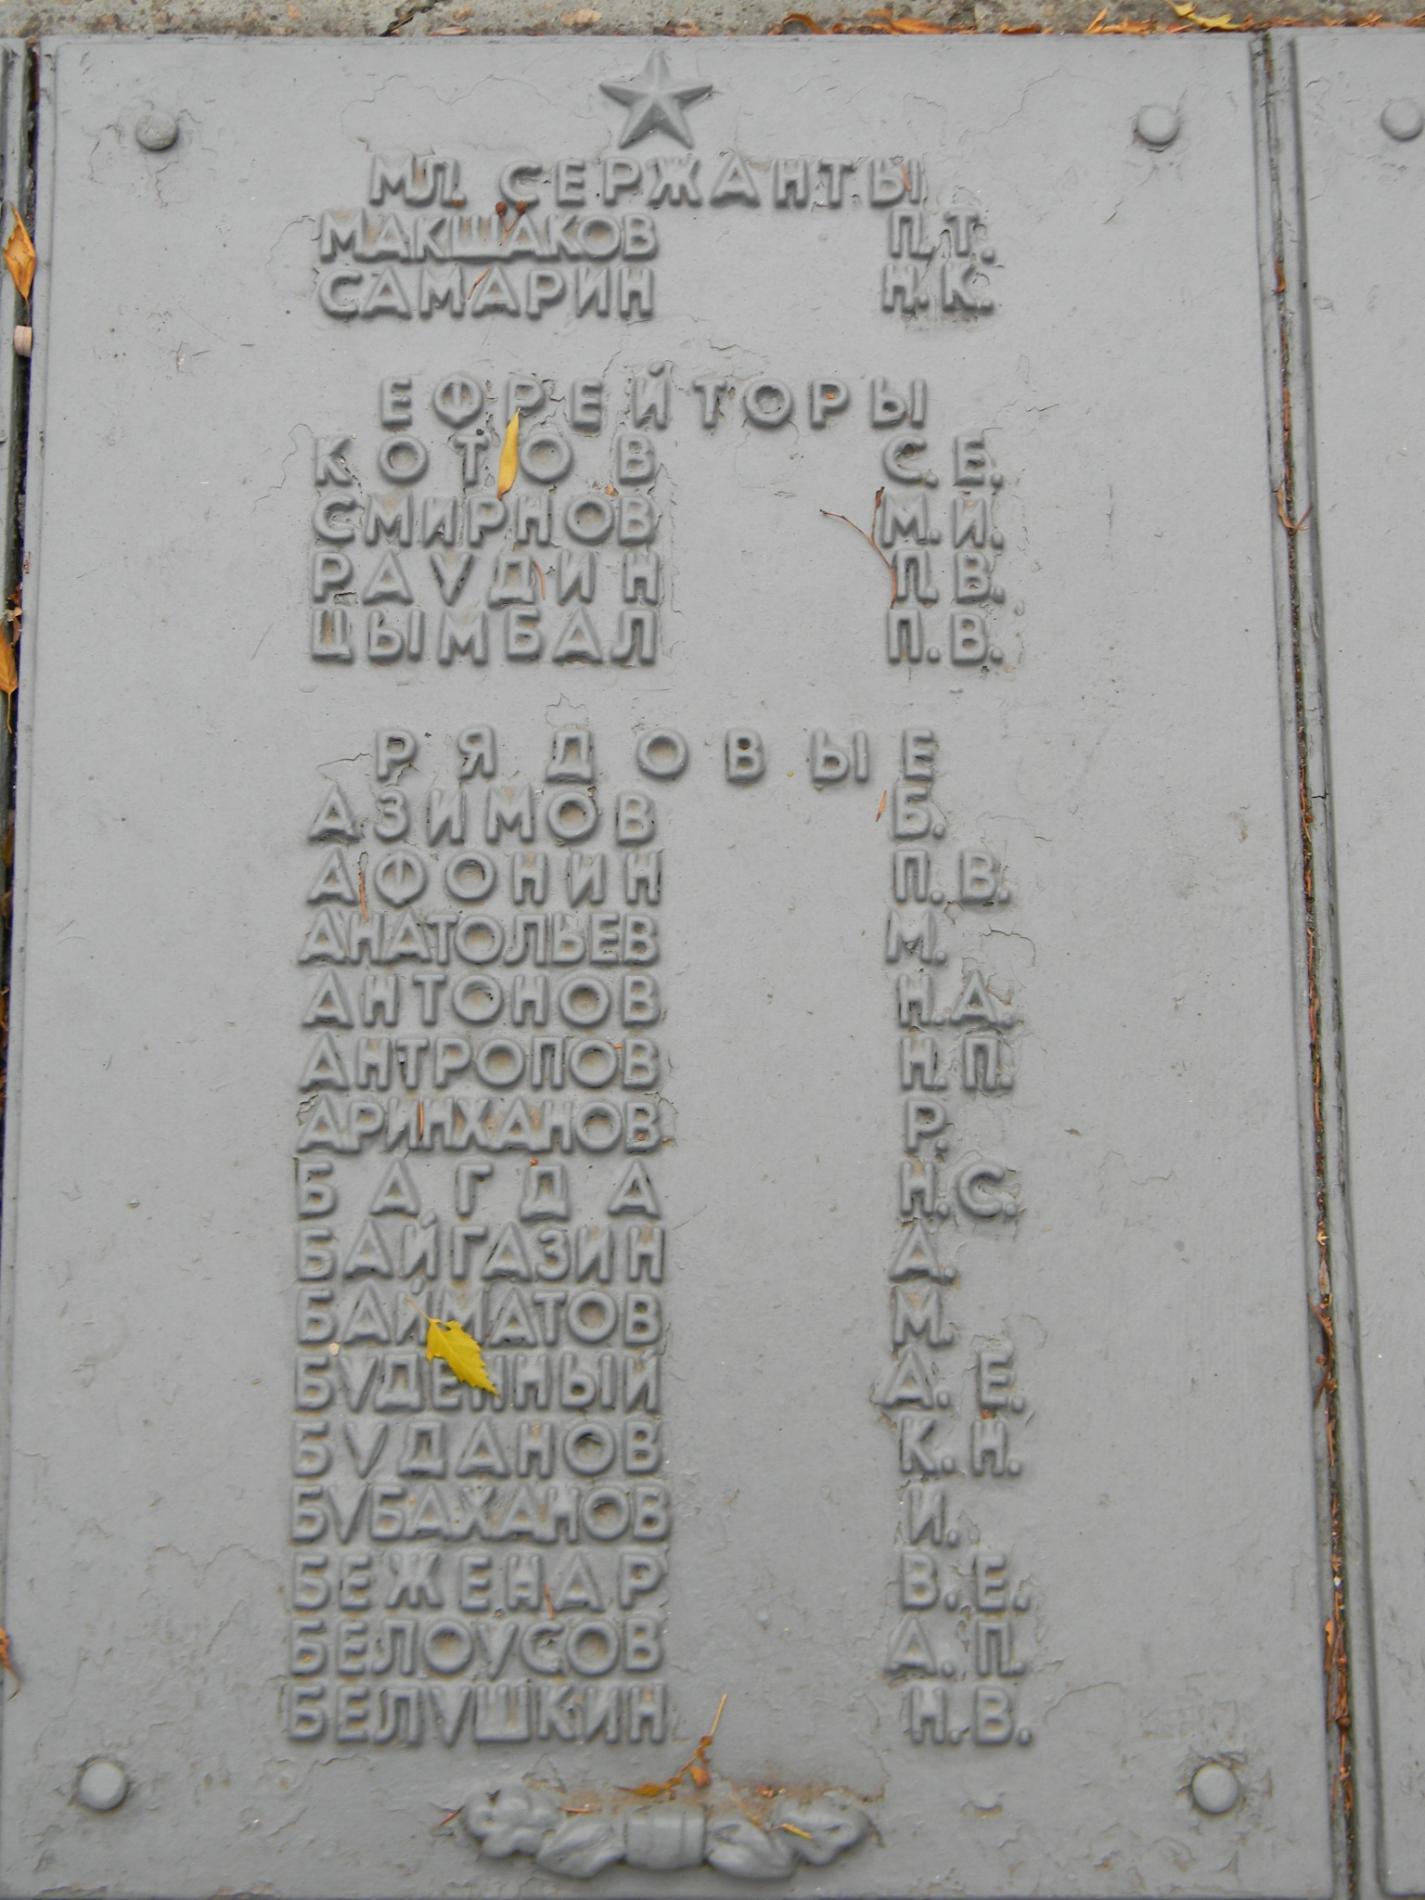 МЛ. СЕРЖАНТЫ
МАКШАКОВ П.Т.
САМАРИН Н.К.
ЕФРЕЙТОРЫ
КОТОВ С.Е.
СМИРНОВ М.И.
РАУДИН П.В.
ЦЫМБАЛ П.В.
РЯДОВЫЕ
АЗИМОВ Б.
АФОНИН П.В.
АНАТОЛЬЕВ М.
АНТОНОВ Н.А.
АНТРОПОВ Н.П.
АРИНХАНОВ Р.
БАГДА Н.С.
БАЙГАЗИН А.
БАЙМАТОВ М.
БУДЕННЫЙ А.Е.
БУДАНОВ К.Н.
БУБАХАНОВ И.
БЕЖЕНАР В.Е.
БЕЛОУСОВ А.П.
БЕЛУШКИН Н.В.